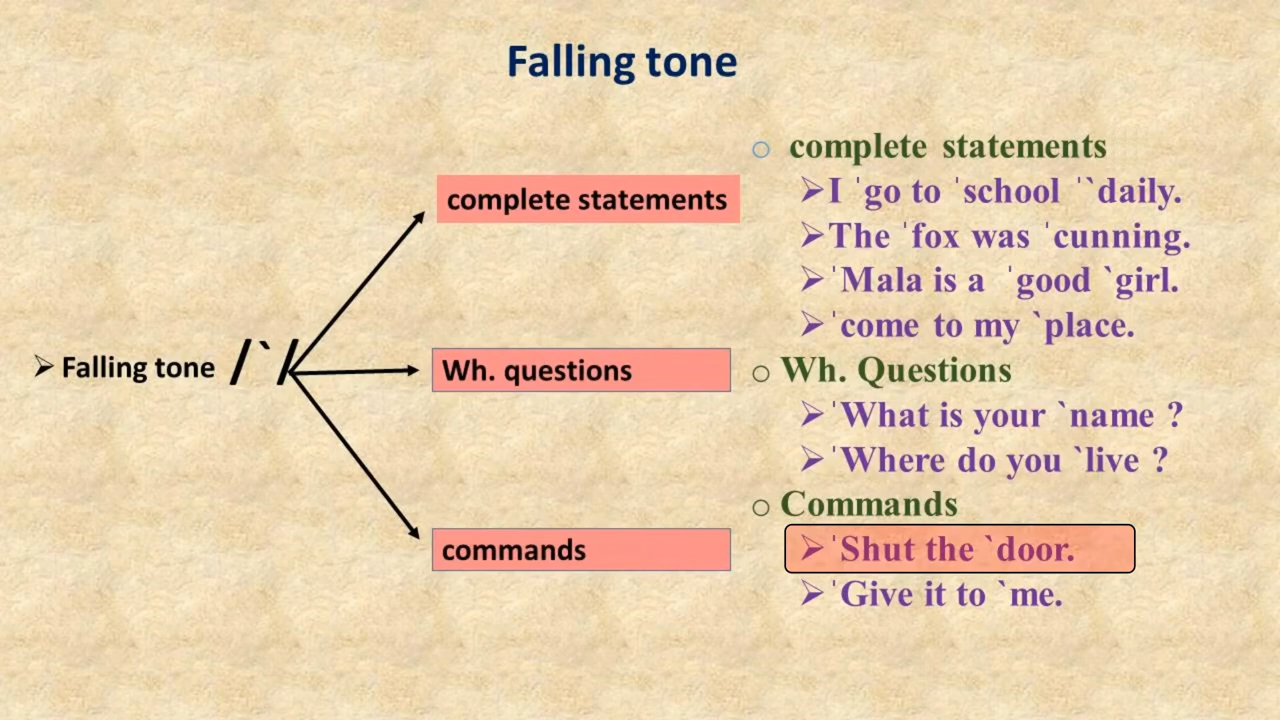 Falling tone
➢ Falling tone /`/
complete statements
Wh. questions
commands
○ complete statements
➢I ˈgo to ˈschool ˈ`daily.
➢The ˈfox was ˈcunning.
➢ˈMala is a ˈgood `girl.
➢ˈcome to my `place.
○ Wh. Questions
➢ˈWhat is your `name ?
➢ˈWhere do you `live ?
○ Commands
➢ˈShut the `door.
➢ˈGive it to `me.